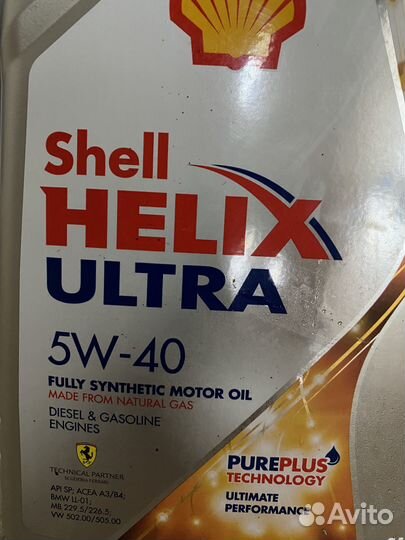 Shell
HELIX
ULTRA
5W-40
FULLY SYNTHETIC MOTOR OIL
MADE FROM NATURAL GAS
DIESEL & GASOLINE
ENGINES
TECHNICAL PARTNER
SCUDERIA FERRARI
API SP; ACEA A3/B4;
BMW LL-01;
MB 229.5/226.5;
VW 502.00/505.00
PUREPLUS
TECHNOLOGY
ULTIMATE
PERFORMANCE
Avito